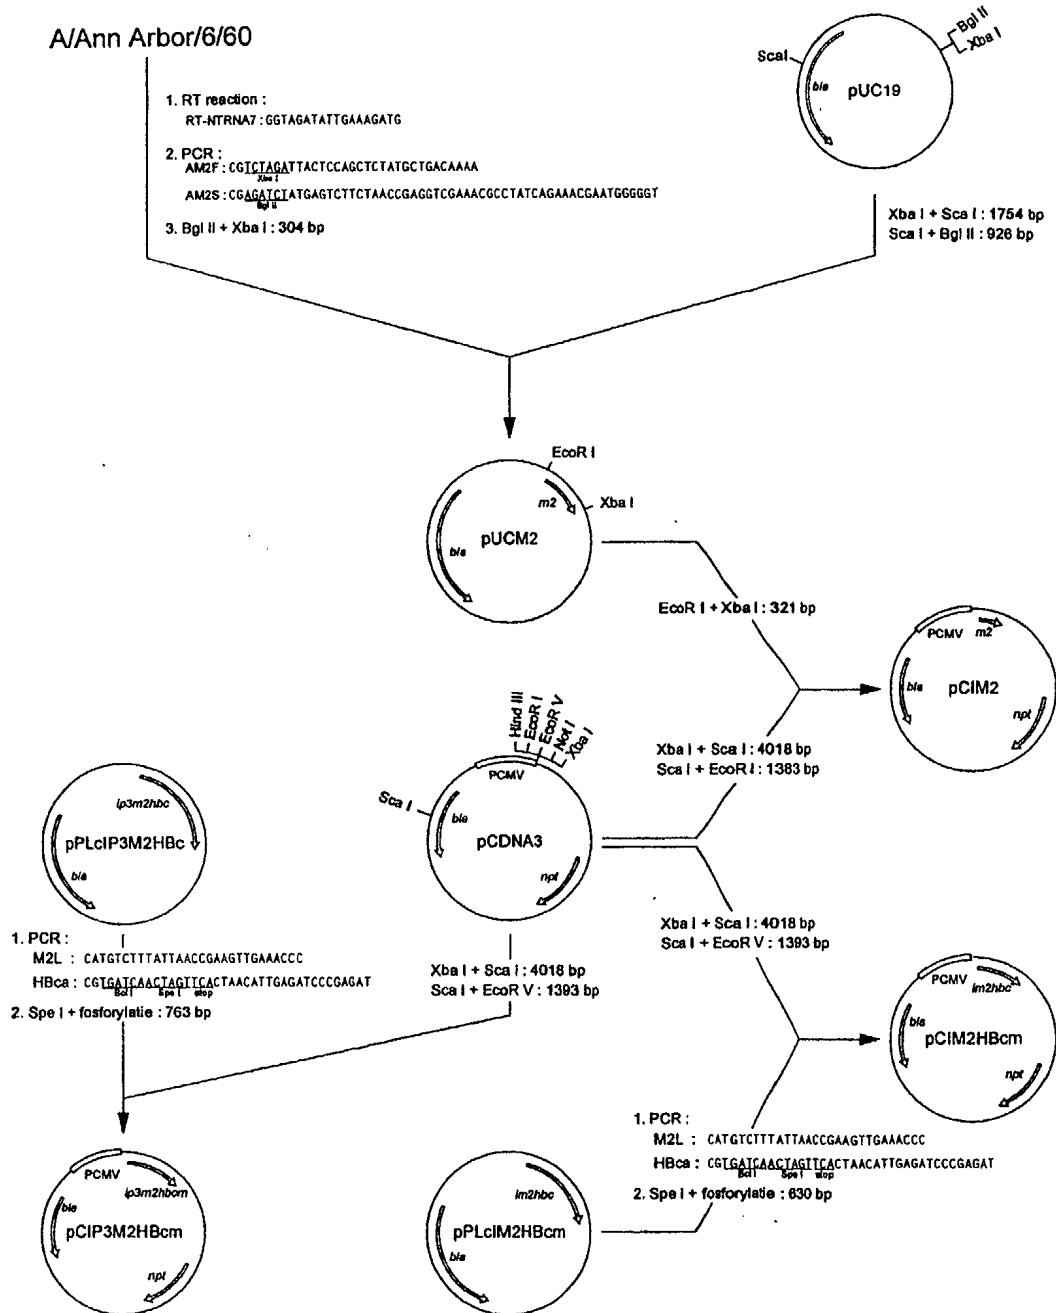 A/Ann Arbor/6/60
1. RT reaction :
RT-NTRNA7 : GGTAGATATTGAAAGATG
2. PCR :
AM2F : CGTCTAGATTACTCCAGCTCTATGCTGACAAAA
Xba I
AM2S : CGAGATCTATGAGTCTTCTAACCGAGGTCGAAACGCCTATCAGAAACGAATGGGGGT
Bgl II
3. Bgl II + Xba I : 304 bp
Bgl II
Xba I
Sca I
bla
pUC19
Xba I + Sca I : 1754 bp
Sca I + Bgl II : 926 bp
EcoR I
Xba I
m2
bla
pUCM2
EcoR I + Xba I : 321 bp
PCMV
m2
bla
pCIM2
npt
Hind III
EcoR I
EcoR V
Not I
Xba I
PCMV
Sca I
bla
pCDNA3
npt
Xba I + Sca I : 4018 bp
Sca I + EcoR I : 1383 bp
ip3m2hbc
pPLcIP3M2HBc
bla
Xba I + Sca I : 4018 bp
Sca I + EcoR V : 1393 bp
1. PCR :
M2L : CATGTCTTTATTAACCGAAGTTGAAACCC
HBca : CGTGATCAACTAGTTCACTAACATTGAGATCCCGAGAT
Bcl I Spe I stop
2. Spe I + fosforylatie : 763 bp
Xba I + Sca I : 4018 bp
Sca I + EcoR V : 1393 bp
PCMV
im2hbc
bla
pCIM2HBcm
npt
1. PCR :
M2L : CATGTCTTTATTAACCGAAGTTGAAACCC
HBca : CGTGATCAACTAGTTCACTAACATTGAGATCCCGAGAT
Bcl I Spe I stop
2. Spe I + fosforylatie : 630 bp
PCMV
ip3m2hbcm
bla
pCIP3M2HBcm
npt
im2hbc
pPLcIM2HBcm
bla